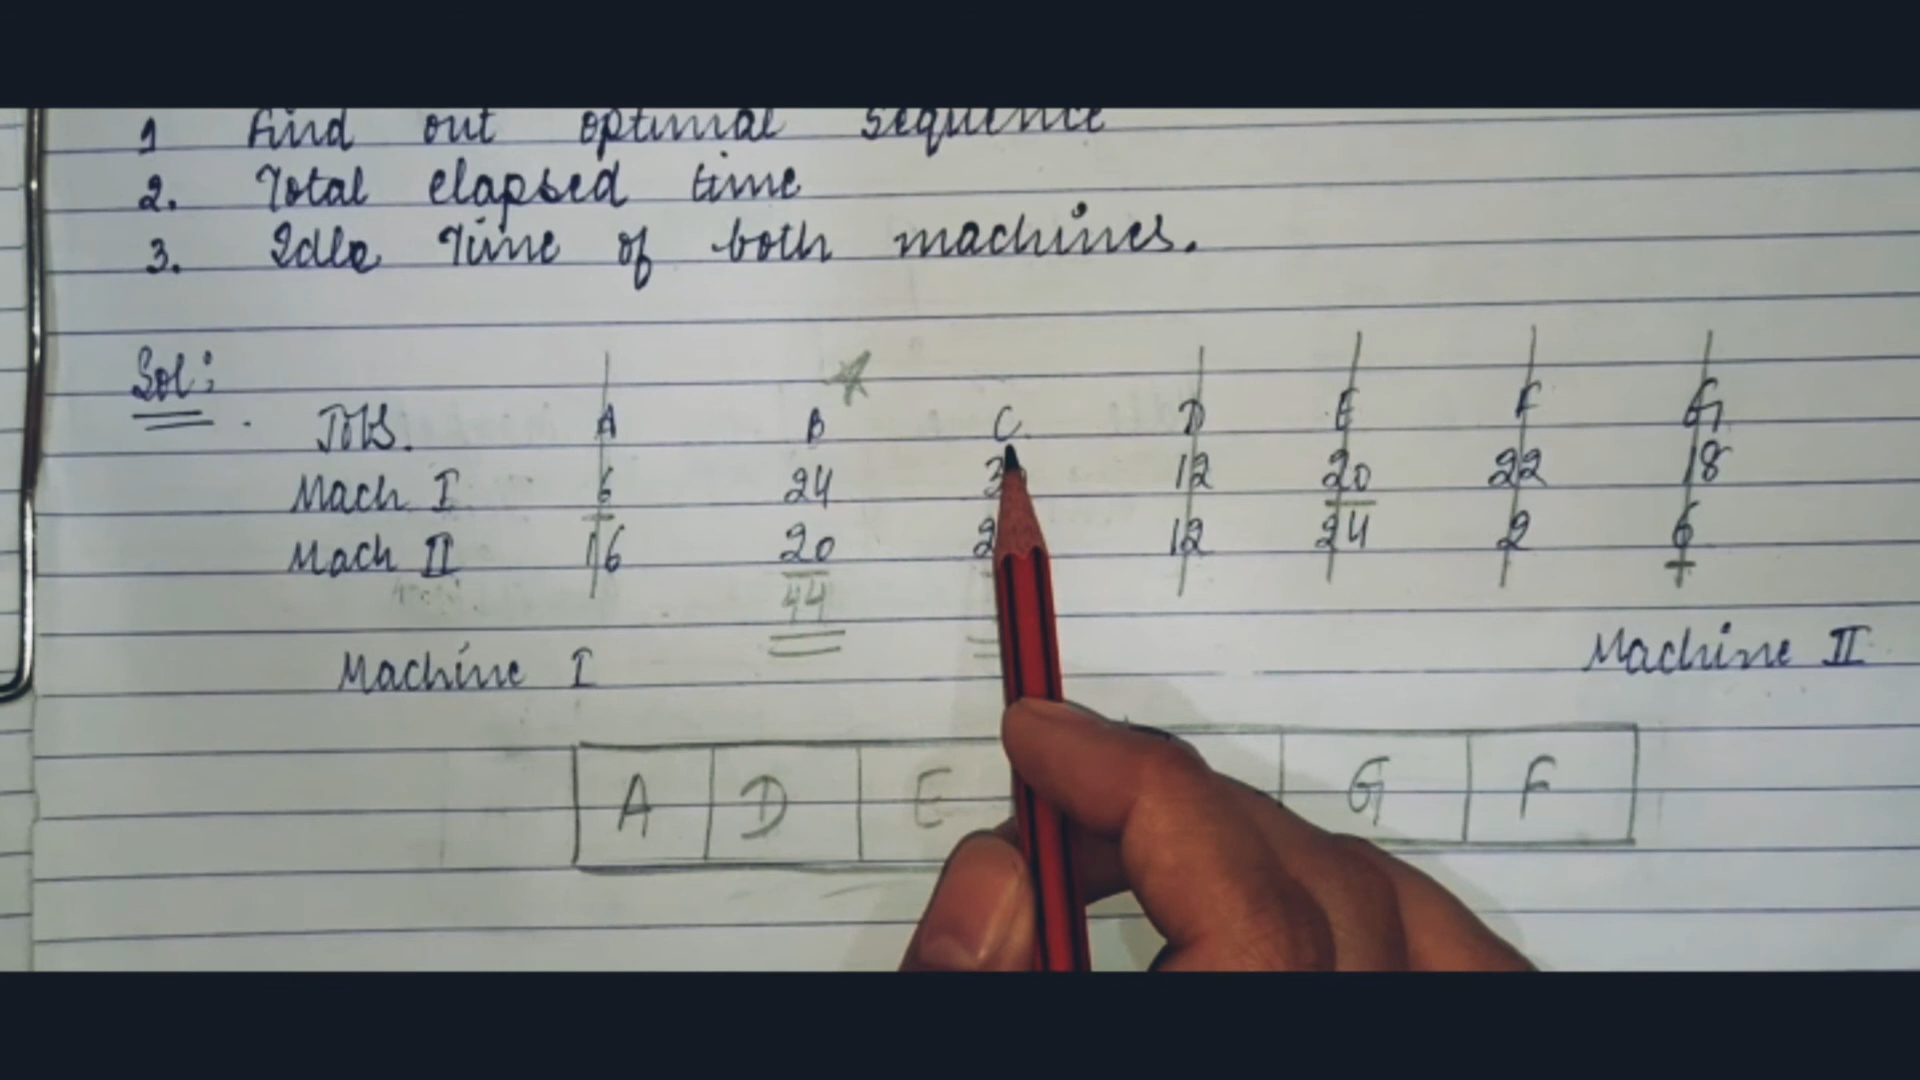 1 Find out optimal sequence
2. Total elapsed time
3. Idle Time of both machines.
Sol:
Jobs. A B C D E F G
Mach I 6 24 12 20 22 18
Mach II 16 20 12 24 2 6
44
Machine I Machine II
A D E G F